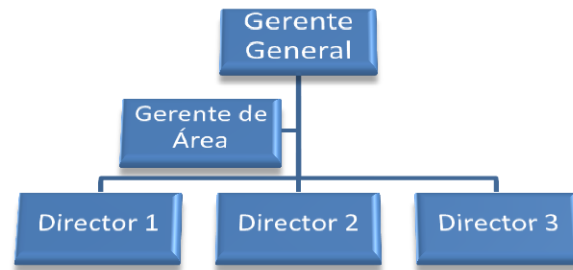 Gerente
General
Gerente de
Área
Director 1
Director 2
Director 3